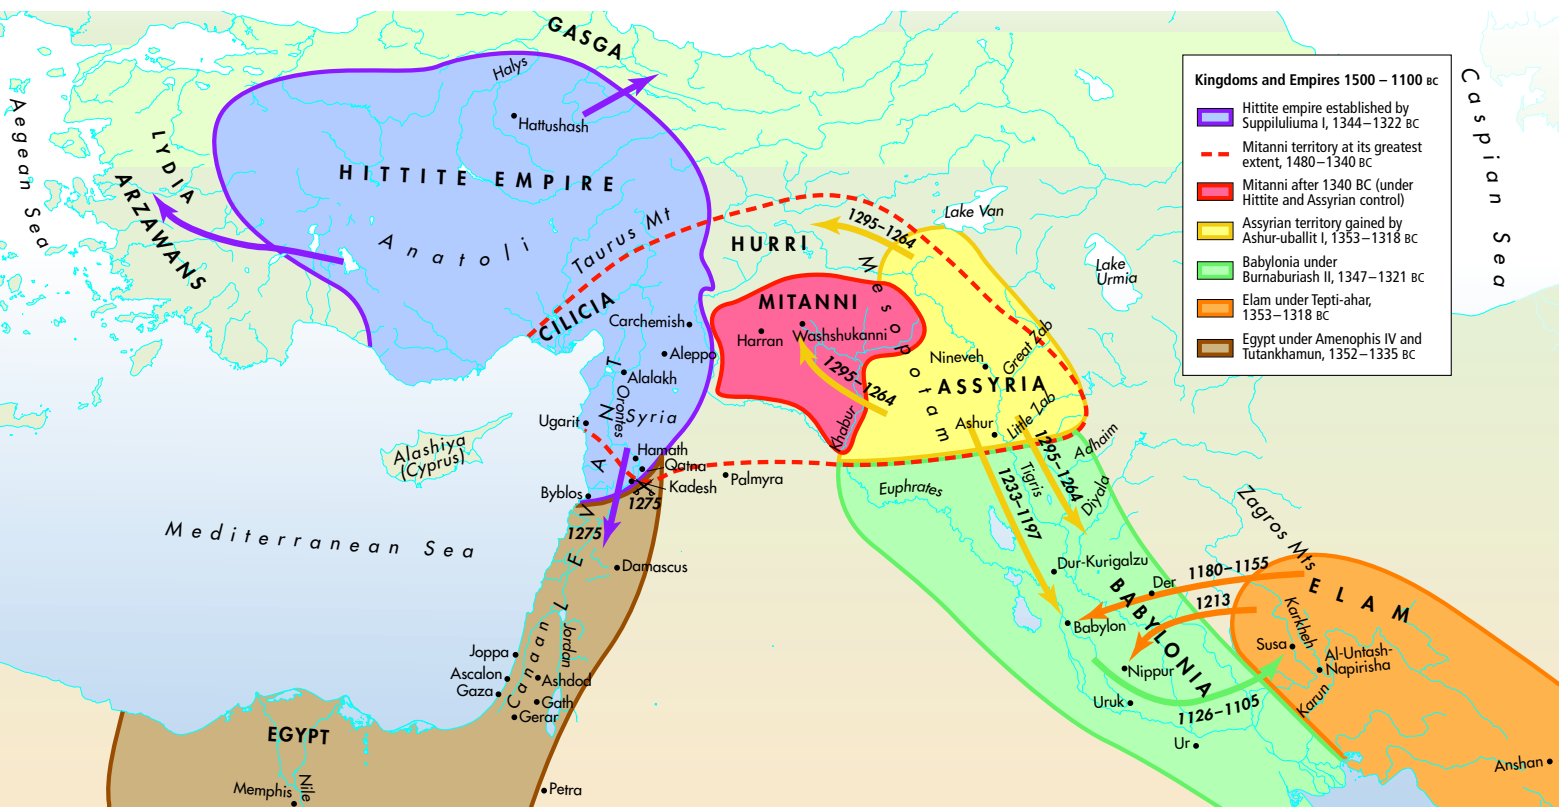 GASGA
Halys
Hattushash
Aegean Sea
LYDIA
ARZAWANS
HITTITE EMPIRE
Anatoli
Taurus Mt
CILICIA
Carchemish
Aleppo
Alalakh
Orontes
Syria
Ugarit
Hamath
Qatna
Kadesh
1275
Byblos
1275
LEVANT
Palmyra
Damascus
Alashiya
(Cyprus)
Mediterranean Sea
Jordan
Canaan
Joppa
Ascalon
Gaza
Ashdod
Gath
Gerar
EGYPT
Memphis
Nile
Petra
HURRI
1295–1264
Lake Van
Lake
Urmia
Mesopotam
MITANNI
Harran
Washshukanni
1295–1264
Khabur
Nineveh
Great Zab
ASSYRIA
Ashur
Little Zab
Adhaim
1295–1264
Tigris
1233–1197
Diyala
Euphrates
Zagros Mts
Dur-Kurigalzu
Der
1180–1155
1213
BABYLONIA
Babylon
Nippur
Uruk
Ur
1126–1105
ELAM
Karkheh
Susa
Al-Untash-
Napirisha
Karun
Anshan
Caspian Sea
Kingdoms and Empires 1500 – 1100 BC
Hittite empire established by
Suppiluliuma I, 1344–1322 BC
Mitanni territory at its greatest
extent, 1480–1340 BC
Mitanni after 1340 BC (under
Hittite and Assyrian control)
Assyrian territory gained by
Ashur-uballit I, 1353–1318 BC
Babylonia under
Burnaburiash II, 1347–1321 BC
Elam under Tepti-ahar,
1353–1318 BC
Egypt under Amenophis IV and
Tutankhamun, 1352–1335 BC